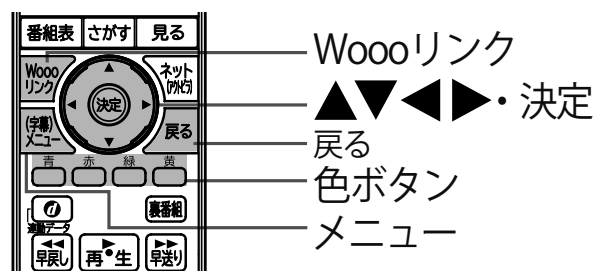 番組表 さがす 見る
Wooo
リンク
ネット
(アクトビラ)
決定
(字幕)
メニュー
戻る
青 赤 緑 黄
d
連動データ
裏番組
早戻し 再生 早送り
Woooリンク
▲▼◀▶・決定
戻る
色ボタン
メニュー